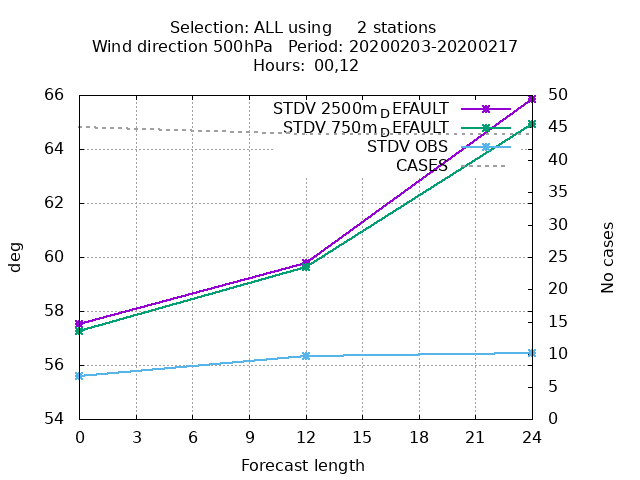 Selection: ALL using     2 stations
Wind direction 500hPa   Period: 20200203-20200217
Hours:  00,12
66
64
62
60
58
56
54
deg
50
45
40
35
30
25
20
15
10
5
0
No cases
STDV 2500m_DEFAULT
STDV 750m_DEFAULT
STDV OBS
CASES
0 3 6 9 12 15 18 21 24
Forecast length